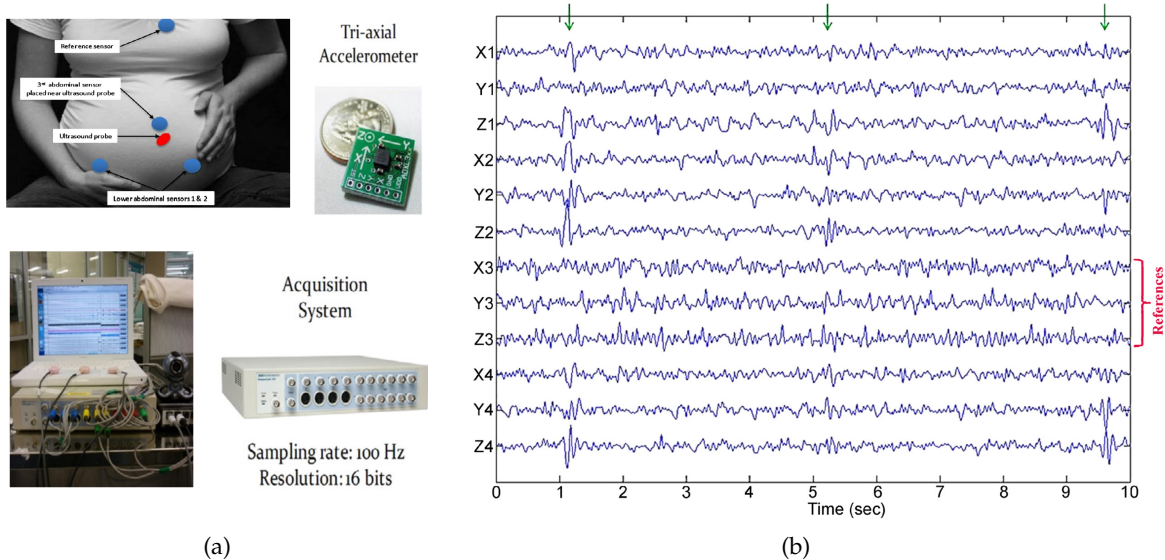 Reference sensor
3rd abdominal sensor
placed near ultrasound probe
Ultrasound probe
Lower abdominal sensors 1 & 2
Tri-axial
Accelerometer
Z
Y
X
Acquisition
System
Sampling rate: 100 Hz
Resolution: 16 bits
(a)
X1
Y1
Z1
X2
Y2
Z2
X3
Y3
Z3
X4
Y4
Z4
References
0 1 2 3 4 5 6 7 8 9 10
Time (sec)
(b)